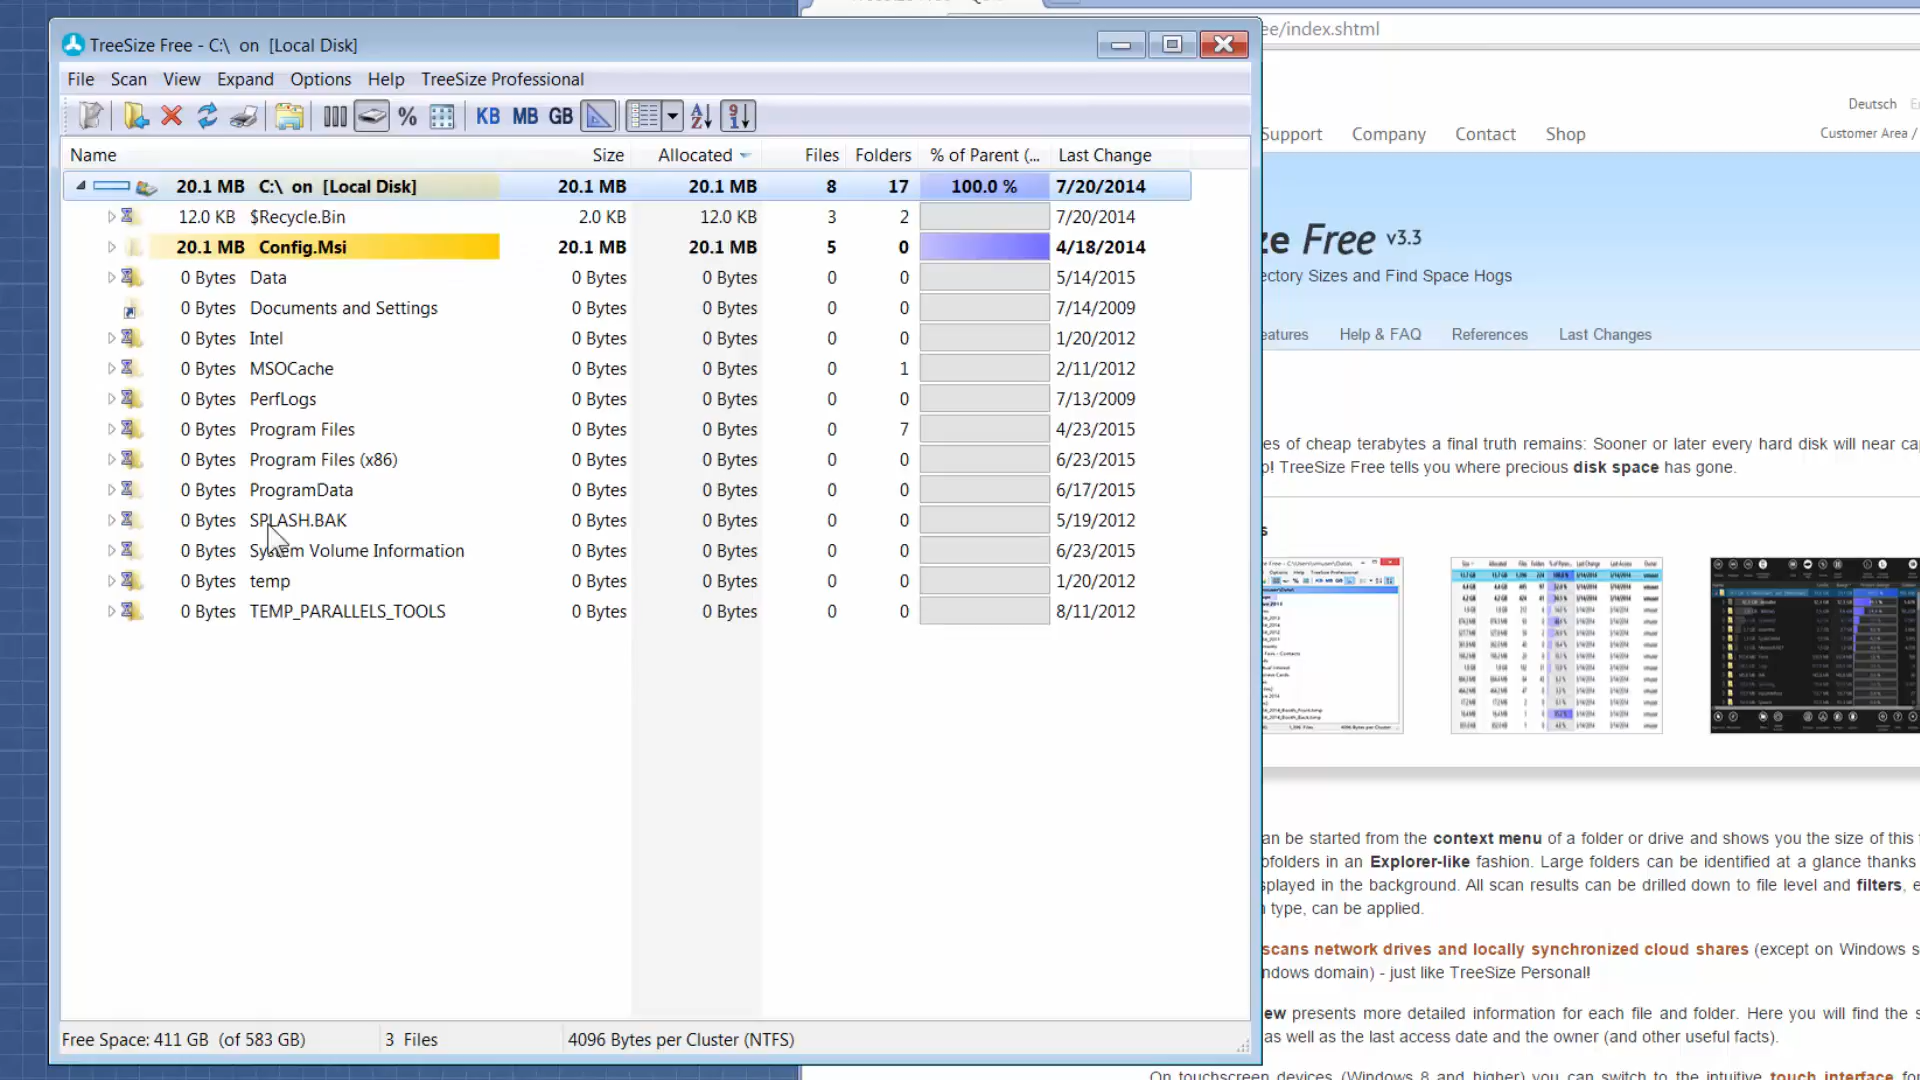 TreeSize Free - C:\ on [Local Disk]
File Scan View Expand Options Help TreeSize Professional
KB MB GB
Name Size Allocated Files Folders % of Parent (... Last Change
20.1 MB C:\ on [Local Disk] 20.1 MB 20.1 MB 8 17 100.0 % 7/20/2014
12.0 KB $Recycle.Bin 2.0 KB 12.0 KB 3 2 7/20/2014
20.1 MB Config.Msi 20.1 MB 20.1 MB 5 0 4/18/2014
0 Bytes Data 0 Bytes 0 Bytes 0 0 5/14/2015
0 Bytes Documents and Settings 0 Bytes 0 Bytes 0 0 7/14/2009
0 Bytes Intel 0 Bytes 0 Bytes 0 0 1/20/2012
0 Bytes MSOCache 0 Bytes 0 Bytes 0 1 2/11/2012
0 Bytes PerfLogs 0 Bytes 0 Bytes 0 0 7/13/2009
0 Bytes Program Files 0 Bytes 0 Bytes 0 7 4/23/2015
0 Bytes Program Files (x86) 0 Bytes 0 Bytes 0 0 6/23/2015
0 Bytes ProgramData 0 Bytes 0 Bytes 0 0 6/17/2015
0 Bytes SPLASH.BAK 0 Bytes 0 Bytes 0 0 5/19/2012
0 Bytes System Volume Information 0 Bytes 0 Bytes 0 0 6/23/2015
0 Bytes temp 0 Bytes 0 Bytes 0 0 1/20/2012
0 Bytes TEMP_PARALLELS_TOOLS 0 Bytes 0 Bytes 0 0 8/11/2012
Free Space: 411 GB (of 583 GB) 3 Files 4096 Bytes per Cluster (NTFS)
ee/index.shtml
Deutsch
Support Company Contact Shop Customer Area /
ze Free v3.3
ectory Sizes and Find Space Hogs
eatures Help & FAQ References Last Changes
es of cheap terabytes a final truth remains: Sooner or later every hard disk will near cap
p! TreeSize Free tells you where precious disk space has gone.
s
an be started from the context menu of a folder or drive and shows you the size of this
bfolders in an Explorer-like fashion. Large folders can be identified at a glance thanks
splayed in the background. All scan results can be drilled down to file level and filters, e
n type, can be applied.
scans network drives and locally synchronized cloud shares (except on Windows s
ndows domain) - just like TreeSize Personal!
ew presents more detailed information for each file and folder. Here you will find the s
as well as the last access date and the owner (and other useful facts).
On touchscreen devices (Windows 8 and higher) you can switch to the intuitive touch interface